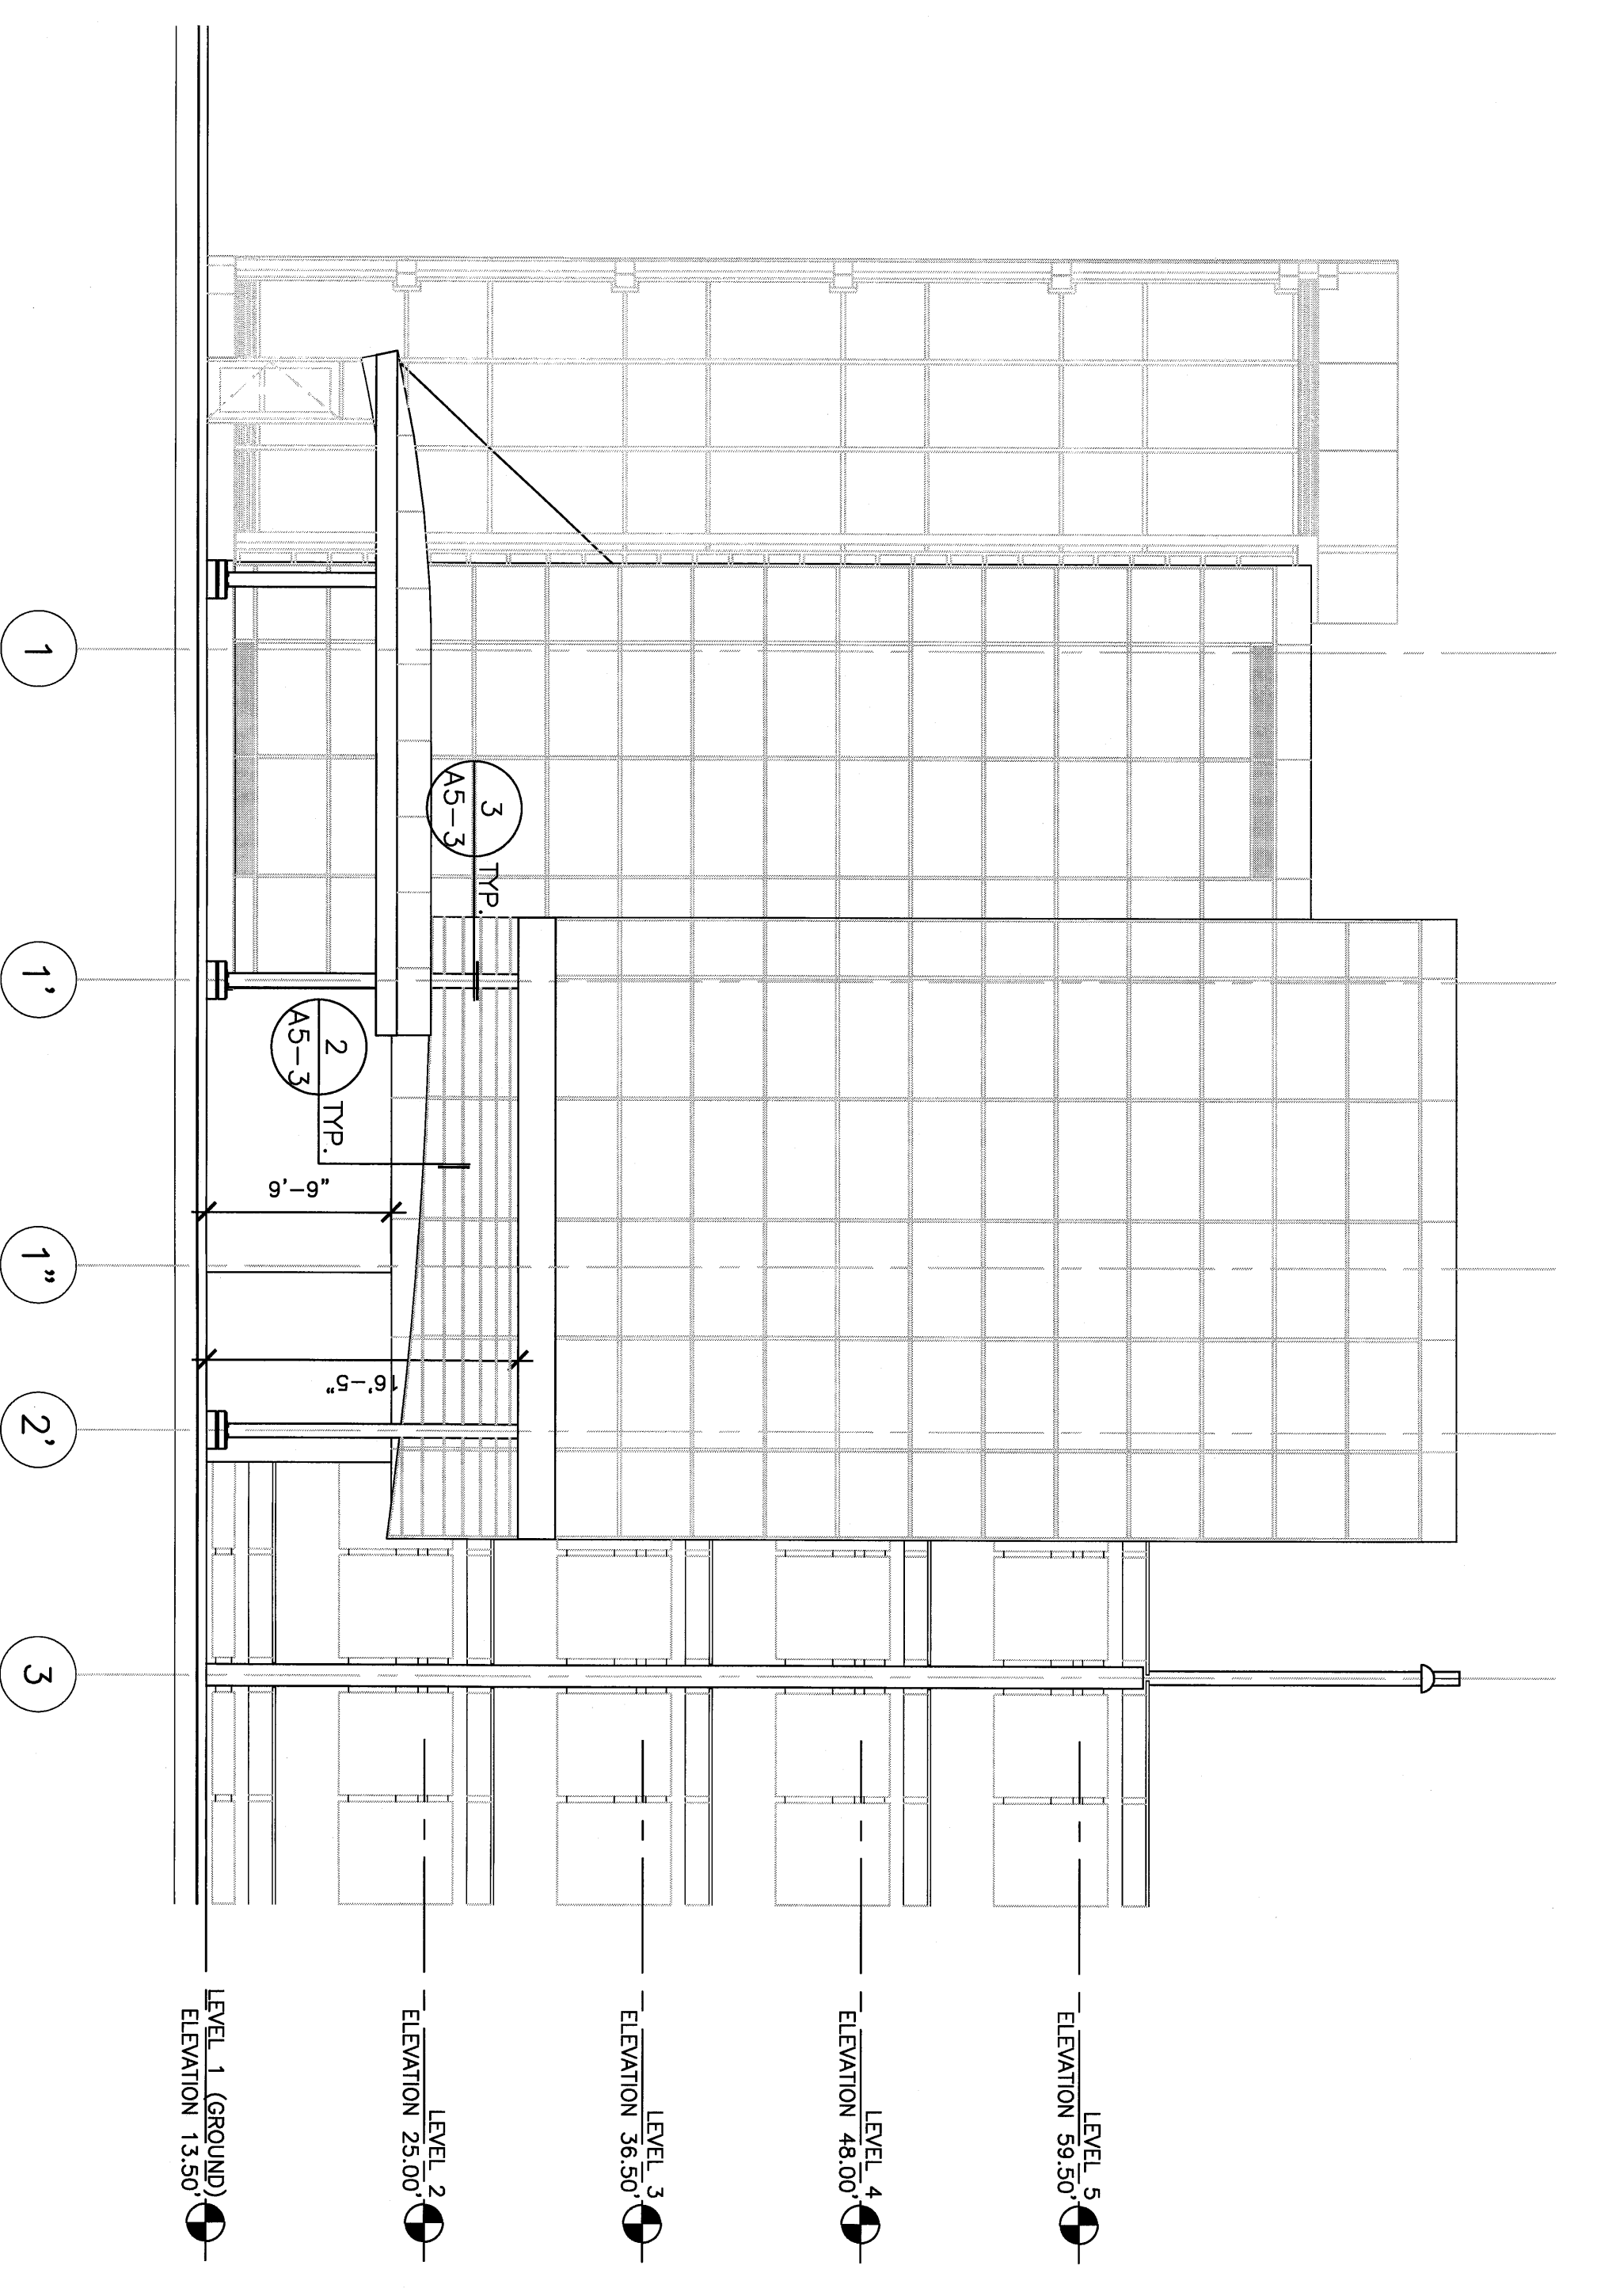 LEVEL 5
ELEVATION 59.50'
LEVEL 4
ELEVATION 48.00'
LEVEL 3
ELEVATION 36.50'
LEVEL 2
ELEVATION 25.00'
LEVEL 1 (GROUND)
ELEVATION 13.50'
3
A5-3
TYP.
2
A5-3
TYP.
9'-9"
16'-5"
1
1'
1"
2'
3